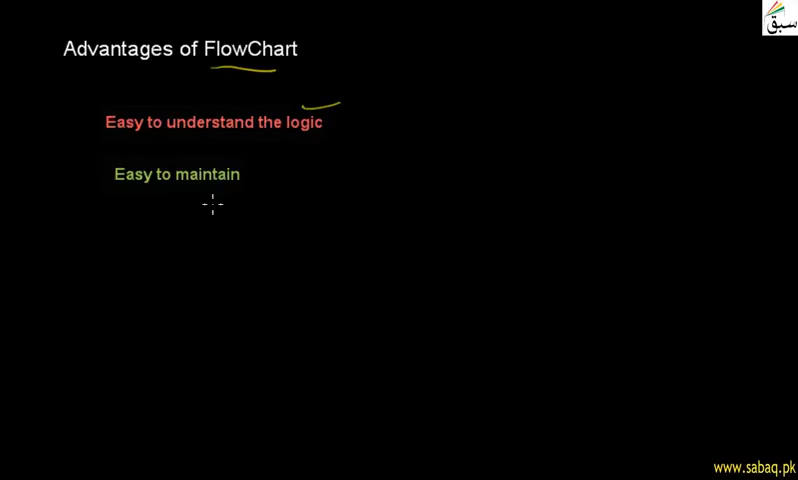 سبق
Advantages of FlowChart
Easy to understand the logic
Easy to maintain
www.sabaq.pk